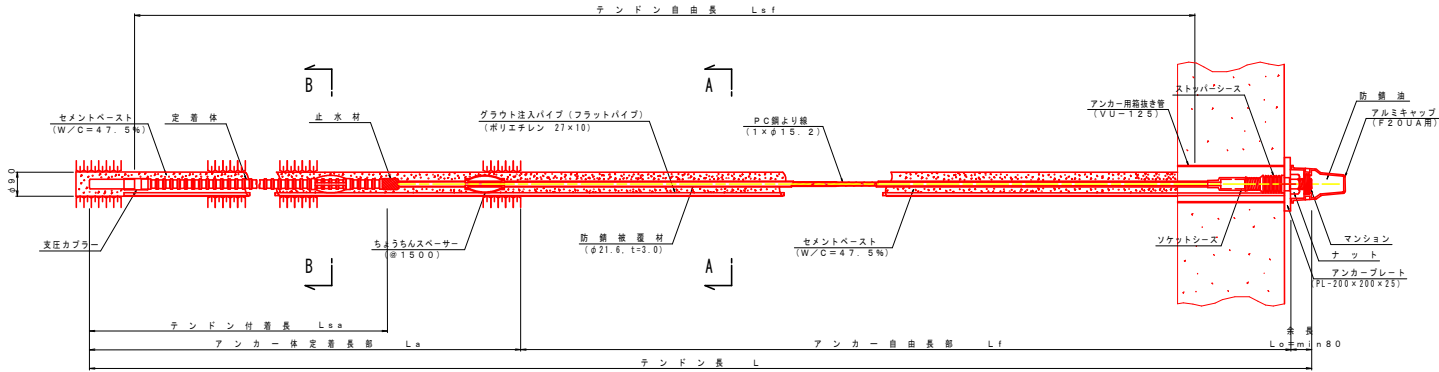 テンドン自由長 Lsf
B
A
セメントペースト
(W/C=47.5%)
定着体
止水材
グラウト注入パイプ(フラットパイプ)
(ポリエチレン 27×10)
PC鋼より線
(1×φ15.2)
アンカー用箱抜き管
(VU-125)
ストッパーシース
防錆油
アルミキャップ
(F20UA用)
φ90
支圧カプラー
ちょうちんスペーサー
(@1500)
防錆被覆材
(φ21.6, t=3.0)
セメントペースト
(W/C=47.5%)
ソケットシーズ
マンション
ナット
アンカープレート
(PL-200×200×25)
B
A
テンドン付着長 Lsa
アンカー体定着長部 La
アンカー自由長部 Lf
余長
Lo=min80
テンドン長 L